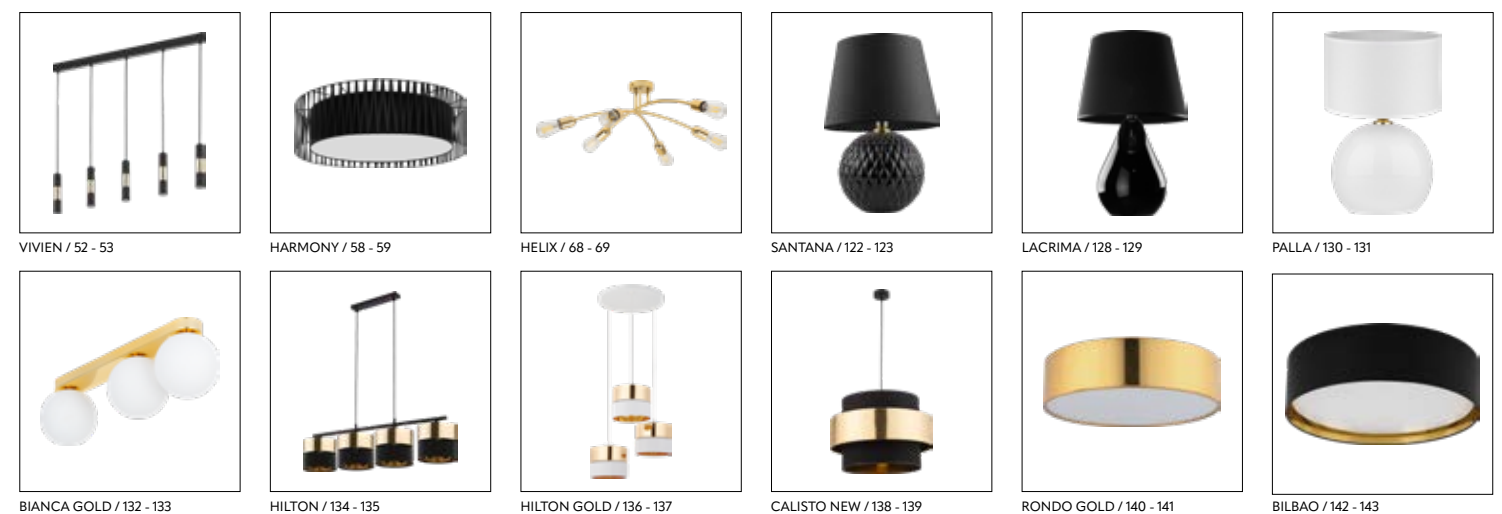 VIVIEN / 52 - 53
HARMONY / 58 - 59
HELIX / 68 - 69
SANTANA / 122 - 123
LACRIMA / 128 - 129
PALLA / 130 - 131
BIANCA GOLD / 132 - 133
HILTON / 134 - 135
HILTON GOLD / 136 - 137
CALISTO NEW / 138 - 139
RONDO GOLD / 140 - 141
BILBAO / 142 - 143